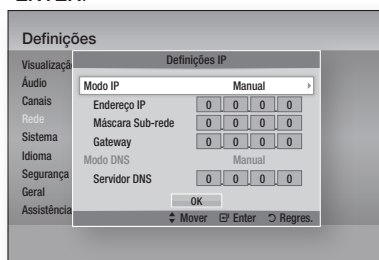 ENTER.
Definições
Visualização
Áudio
Canais
Rede
Sistema
Idioma
Segurança
Geral
Assistência
Definições IP
Modo IP Manual
Endereço IP 0 0 0 0
Máscara Sub-rede 0 0 0 0
Gateway 0 0 0 0
Modo DNS Manual
Servidor DNS 0 0 0 0
OK
Mover Enter Regres.